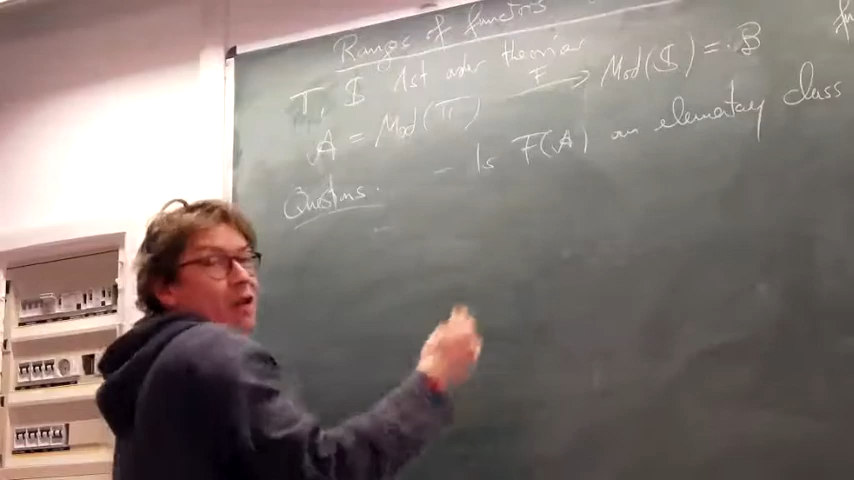 Ranges of functors
T, S 1st order theories
A = Mod(T) F→ Mod(S) = B
Questions. - Is F(A) an elementary class